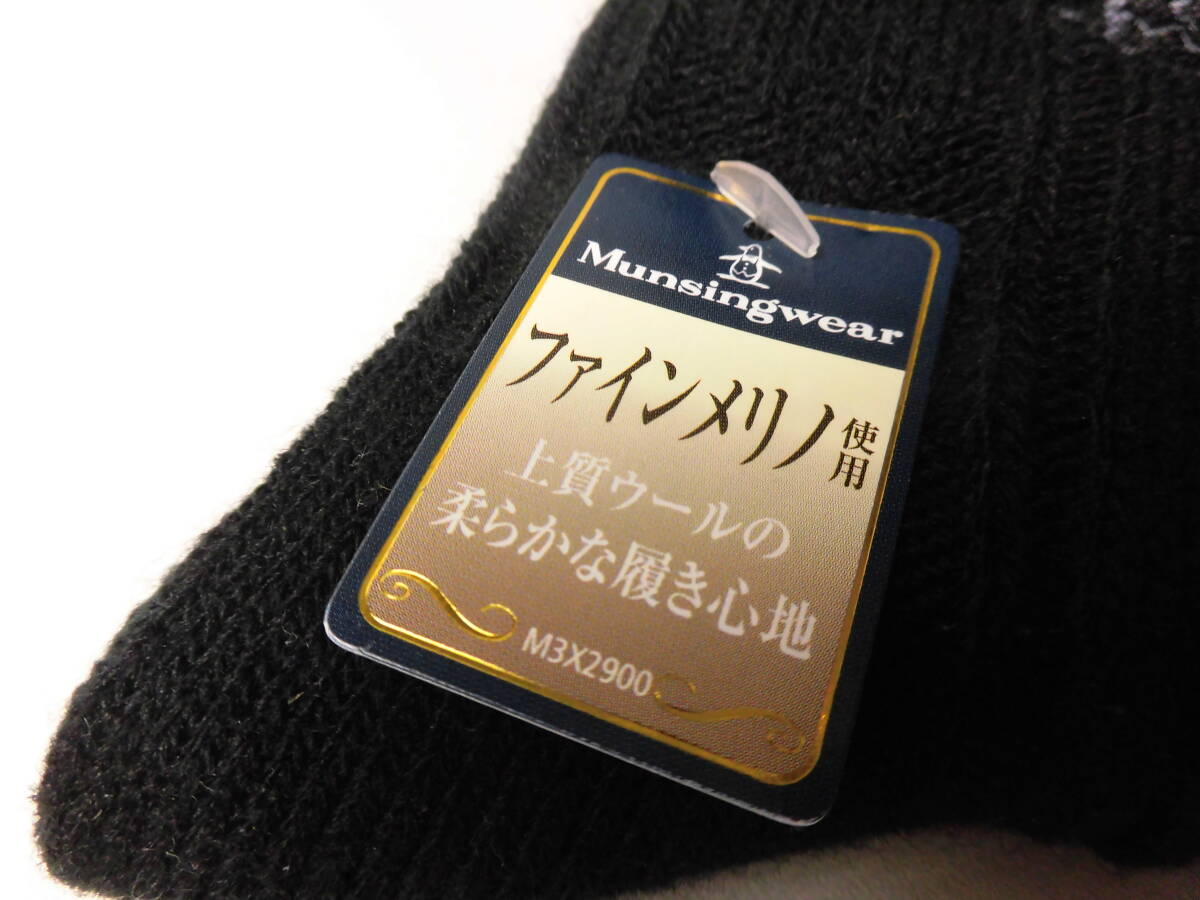 Munsingwear
ファインメリノ使用
上質ウールの
柔らかな履き心地
M3X2900